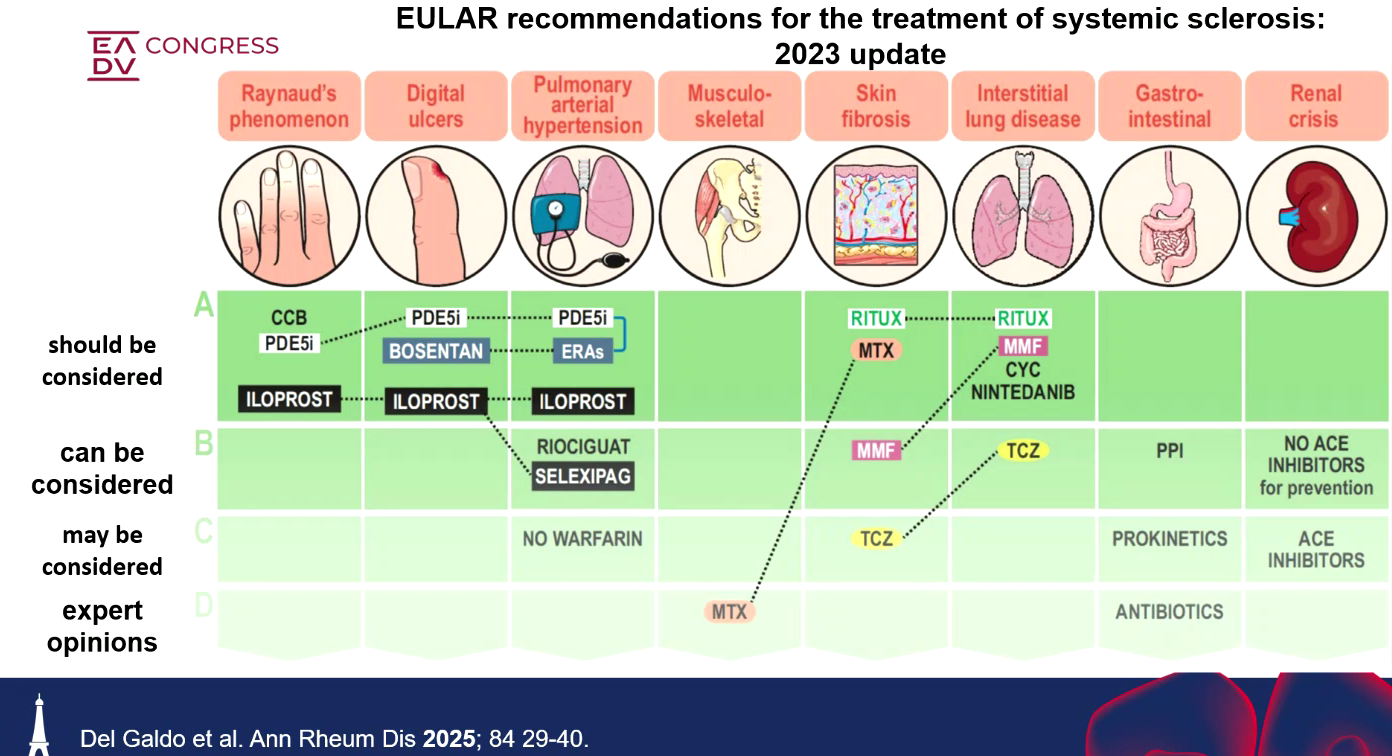 EULAR recommendations for the treatment of systemic sclerosis:
2023 update
EADV CONGRESS
Raynaud's
phenomenon
Digital
ulcers
Pulmonary
arterial
hypertension
Musculo-
skeletal
Skin
fibrosis
Interstitial
lung disease
Gastro-
intestinal
Renal
crisis
A
should be
considered
CCB
PDE5i
ILOPROST
PDE5i
BOSENTAN
ILOPROST
PDE5i
ERAs
ILOPROST
RITUX
MTX
RITUX
MMF
CYC
NINTEDANIB
B
can be
considered
RIOCIGUAT
SELEXIPAG
MMF
TCZ
PPI
NO ACE
INHIBITORS
for prevention
C
may be
considered
NO WARFARIN
TCZ
PROKINETICS
ACE
INHIBITORS
D
expert
opinions
MTX
ANTIBIOTICS
Del Galdo et al. Ann Rheum Dis 2025; 84 29-40.